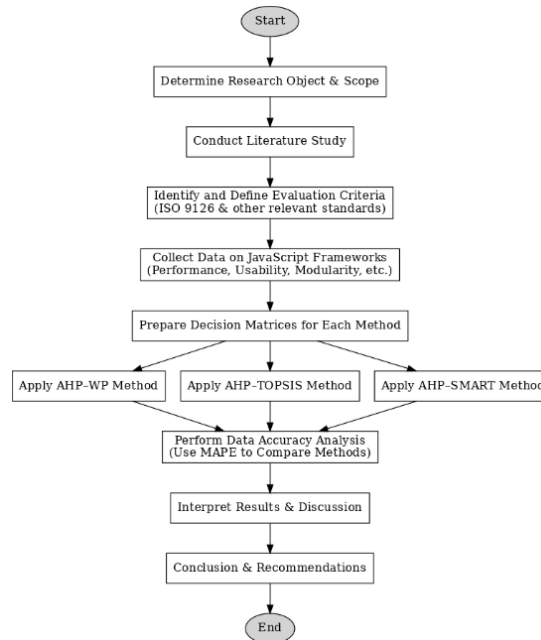 Start
Determine Research Object & Scope
Conduct Literature Study
Identify and Define Evaluation Criteria
(ISO 9126 & other relevant standards)
Collect Data on JavaScript Frameworks
(Performance, Usability, Modularity, etc.)
Prepare Decision Matrices for Each Method
Apply AHP–WP Method
Apply AHP–TOPSIS Method
Apply AHP–SMART Method
Perform Data Accuracy Analysis
(Use MAPE to Compare Methods)
Interpret Results & Discussion
Conclusion & Recommendations
End